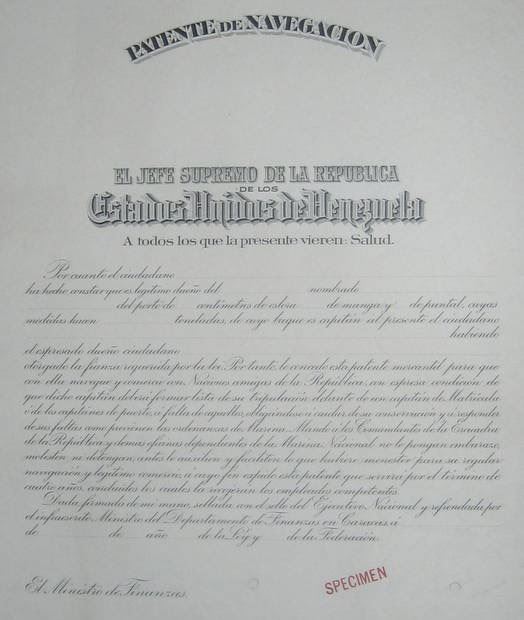 PATENTE DE NAVEGACION
EL JEFE SUPREMO DE LA REPUBLICA
DE LOS
Estados Unidos de Venezuela
A todos los que la presente vieren: Salud.
Por cuanto el ciudadano
ha hecho constar que es legítimo dueño del nombrado
del porte de centímetros de eslora de manga y de puntal, cuyas
medidas hacen toneladas, de cuyo buque es capitán al presente el ciudadano
habiendo
el espresado dueño ciudadano
otorgado la fianza requerida por la lei. Por tanto, le concedo esta patente mercantil para que
con ella navegue y comercie con Naciones amigas de la República, con espresa condición de
que dicho capitán deberá formar lista de su tripulación delante de un capitán de Matrícula
ó de los capitanes de puerto, a falta de aquellos, obligándose á cuidar de su conservación y á responder
de sus faltas como previenen las ordenanzas de Marina. Mando á los Comandantes de la Escuadra
de la República y demas oficinas dependientes de la Marina Nacional no le pongan embarazo,
molesten ni detengan, antes le auxilien y faciliten lo que hubiere menester para su regular
navegación y legítimo comercio, á cuyo fin expido esta patente que servirá por el término de
cuatro años, concluidos los cuales la recojerán los empleados competentes.
Dada, firmada de mi mano, sellada con el sello del Ejecutivo Nacional y refrendada por
el infrascrito Ministro del Departamento de Finanzas en Carácas, á
de de año de la Ley y de la Federación.
El Ministro de Finanzas.
SPECIMEN